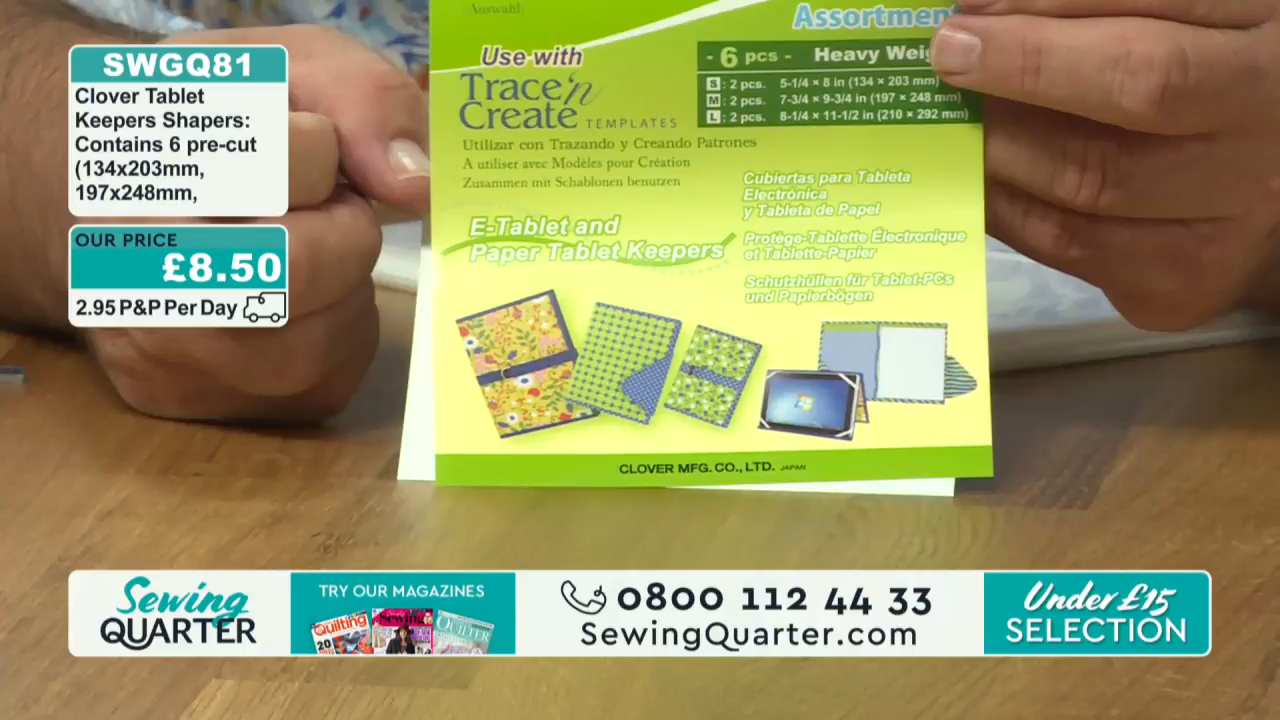 SWGQ81
Clover Tablet
Keepers Shapers:
Contains 6 pre-cut
(134x203mm,
197x248mm,
OUR PRICE
£8.50
2.95 P&P Per Day
Auswahl
Use with
Trace'n
Create TEMPLATES
Utilizar con Trazando y Creando Patrones
A utiliser avec Modèles pour Création
Zusammen mit Schablonen benutzen
- 6 pcs - Heavy
S : 2 pcs. 5-1/4 × 8 in (134 × 203 mm)
M : 2 pcs. 7-3/4 × 9-3/4 in (197 × 248 mm)
L : 2 pcs. 8-1/4 × 11-1/2 in (210 × 292 mm)
E-Tablet and
Paper Tablet Keepers
Cubiertas para Tableta
Electrónica
y Tableta de Papel
Protège-Tablette Électronique
et Tablette-Papier
Schutzhüllen für Tablet-PCs
und Papierbögen
CLOVER MFG. CO., LTD. JAPAN
Sewing
QUARTER
TRY OUR MAGAZINES
Quilting
20
Sewing
QUILTER
0800 112 44 33
SewingQuarter.com
Under £15
SELECTION